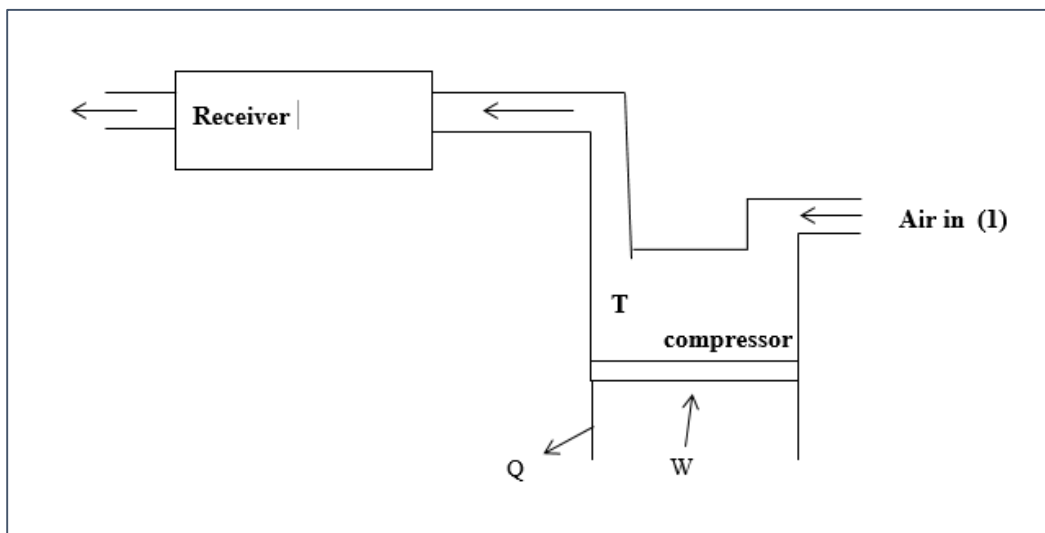 Receiver
Air in (1)
T
compressor
Q
W